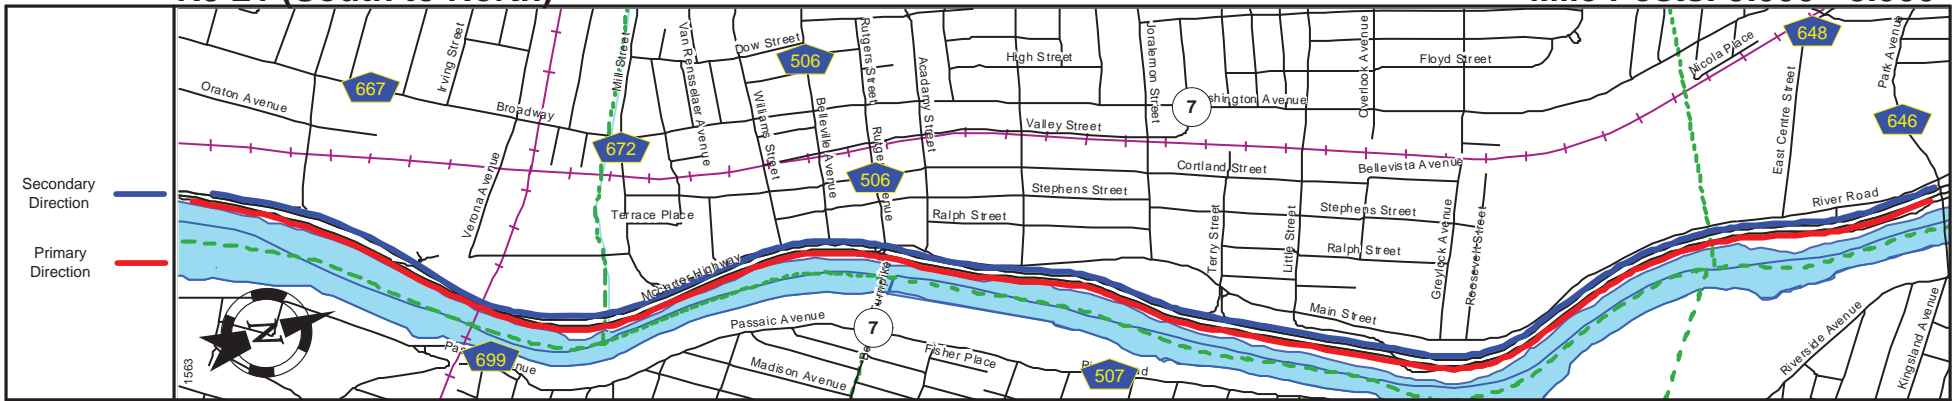 Secondary
Direction
Primary
Direction
1563
Oraton Avenue
667
Irving Street
Broadway
Verona Avenue
Mill Street
672
Terrace Place
Van Rensselaer Avenue
Dow Street
506
Williams Street
Belleville Avenue
Rutgers Street
506
Academy Street
High Street
Valley Street
Stephens Street
Ralph Street
Joralemon Street
7
Cortland Street
Terry Street
Little Street
Overlook Avenue
Floyd Street
Bellevista Avenue
Stephens Street
Ralph Street
Greylock Avenue
Roosevelt Street
Main Street
Nicola Place
648
Park Avenue
646
East Centre Street
River Road
McCarter Highway
699
Passaic Avenue
Madison Avenue
7
Fisher Place
507
Riverside Avenue
Kingsland Avenue